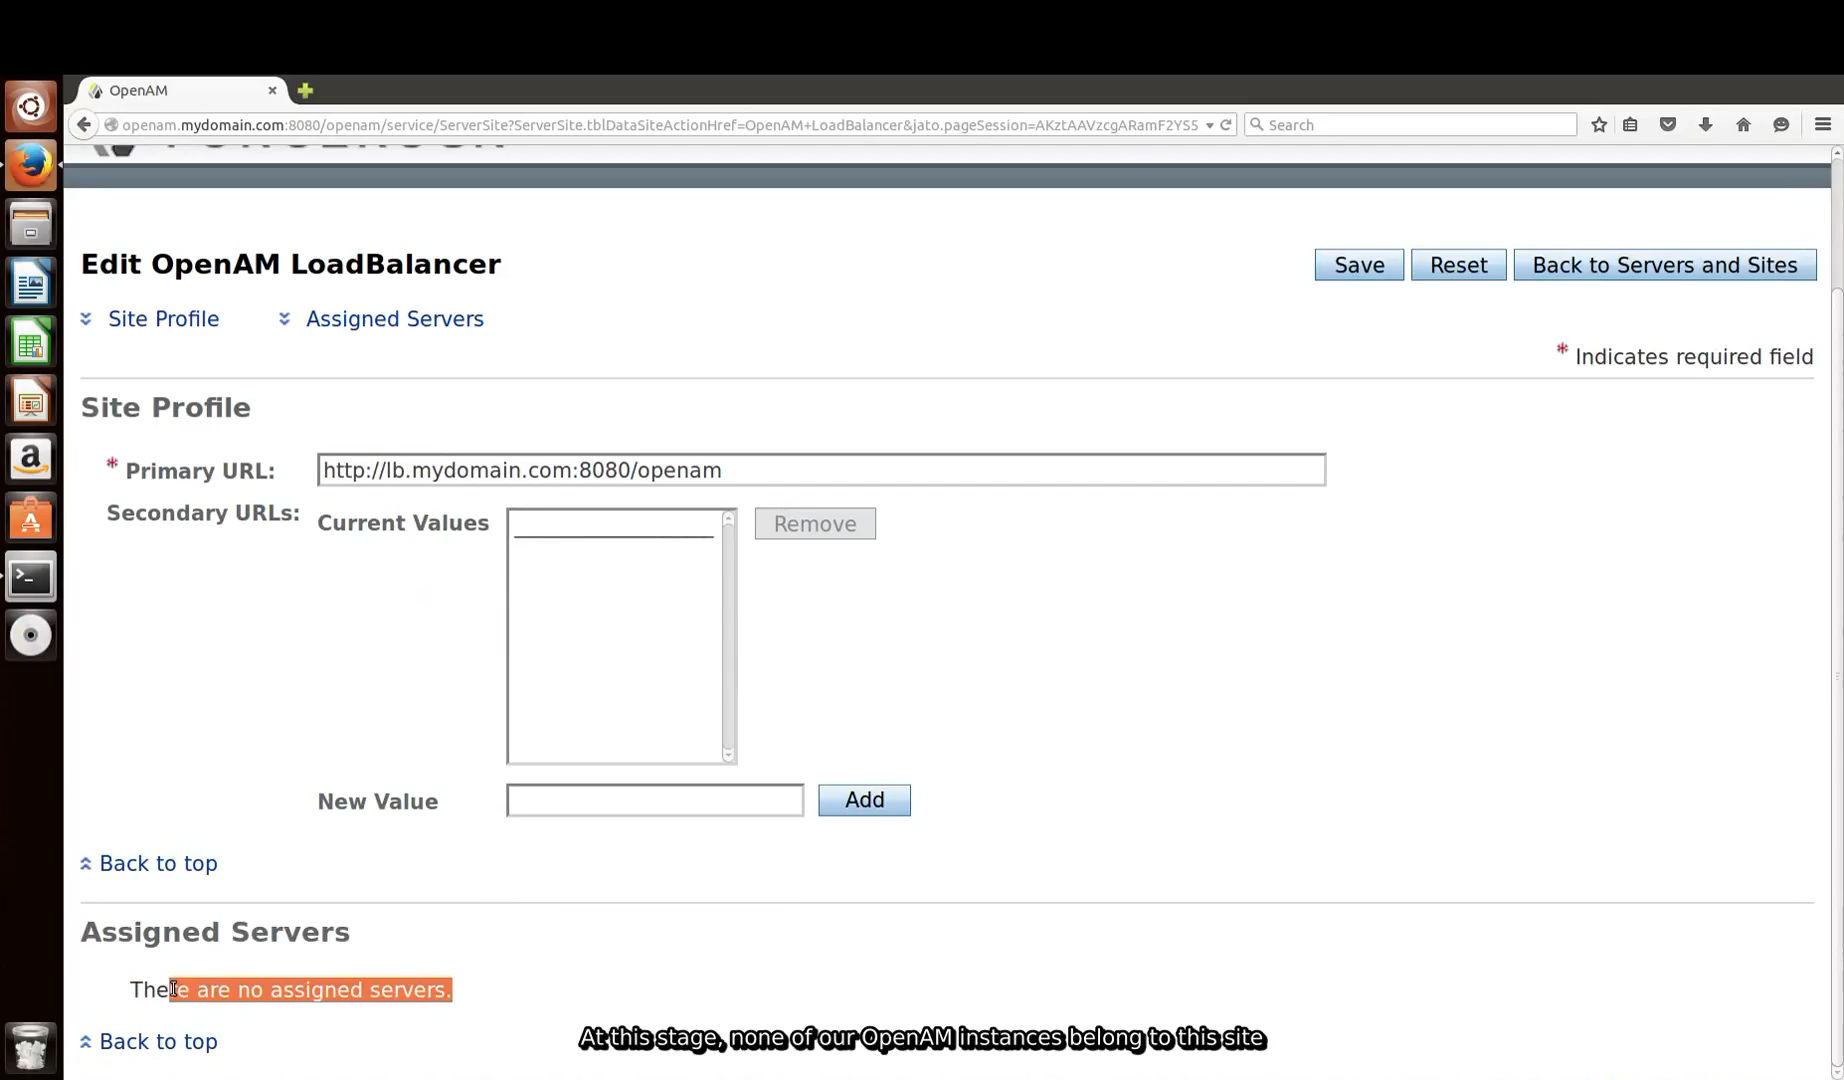 OpenAM
openam.mydomain.com:8080/openam/service/ServerSite?ServerSite.tblDataSiteActionHref=OpenAM+LoadBalancer&jato.pageSession=AKztAAVzcgARamF2YS5
Search
Edit OpenAM LoadBalancer
Save
Reset
Back to Servers and Sites
Site Profile
Assigned Servers
* Indicates required field
Site Profile
* Primary URL:
http://lb.mydomain.com:8080/openam
Secondary URLs:
Current Values
Remove
New Value
Add
Back to top
Assigned Servers
There are no assigned servers.
Back to top
At this stage, none of our OpenAM instances belong to this site